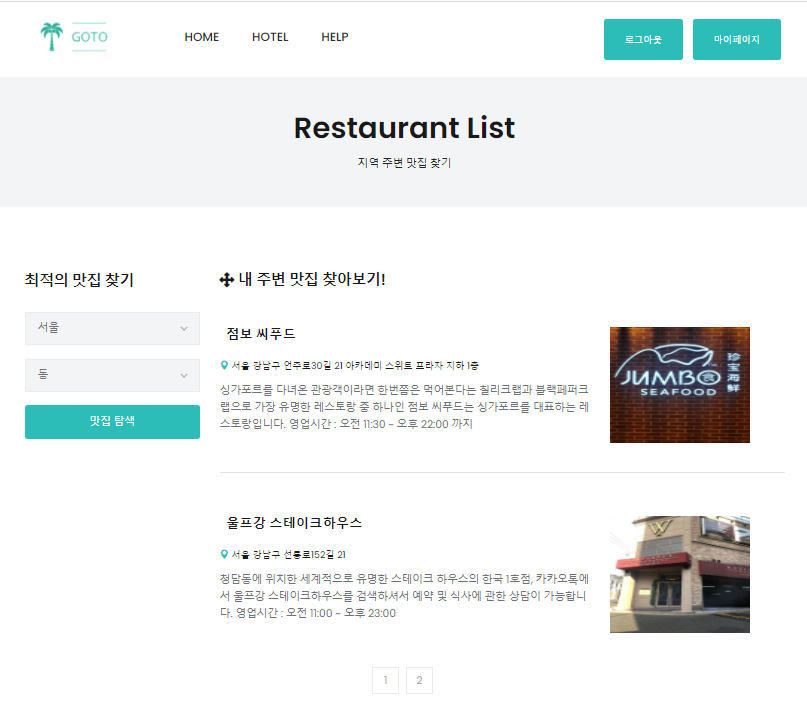 GOTO
HOME
HOTEL
HELP
로그아웃
마이페이지
Restaurant List
지역 주변 맛집 찾기
최적의 맛집 찾기
서울
동
맛집 탐색
내 주변 맛집 찾아보기!
점보 씨푸드
서울 강남구 언주로30길 21 아카데미 스위트 프라자 지하 1층
싱가포르를 다녀온 관광객이라면 한번쯤은 먹어본다는 칠리크랩과 블랙페퍼크
랩으로 가장 유명한 레스토랑 중 하나인 점보 씨푸드는 싱가포르를 대표하는 레
스토랑입니다. 영업시간 : 오전 11:30 ~ 오후 22:00 까지
JUMBO
SEAFOOD
珍宝海鲜
울프강 스테이크하우스
서울 강남구 선릉로152길 21
청담동에 위치한 세계적으로 유명한 스테이크 하우스의 한국 1호점, 카카오톡에
서 울프강 스테이크하우스를 검색하셔서 예약 및 식사에 관한 상담이 가능합니
다. 영업시간 : 오전 11:00 ~ 오후 23:00
1
2